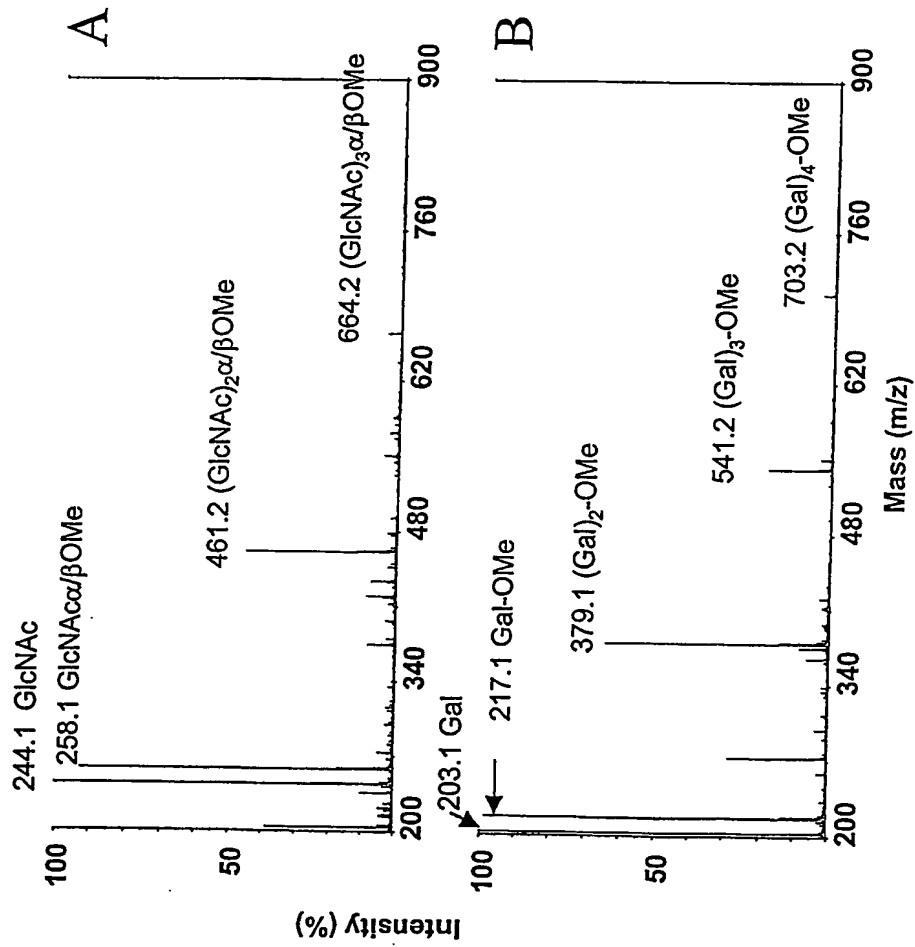 A
244.1 GlcNAc
258.1 GlcNAcα/βOMe
461.2 (GlcNAc)₂α/βOMe
664.2 (GlcNAc)₃α/βOMe
100
50
200
340
480
620
760
900
B
203.1 Gal
217.1 Gal-OMe
379.1 (Gal)₂-OMe
541.2 (Gal)₃-OMe
703.2 (Gal)₄-OMe
100
50
200
340
480
620
760
900
Intensity (%)
Mass (m/z)